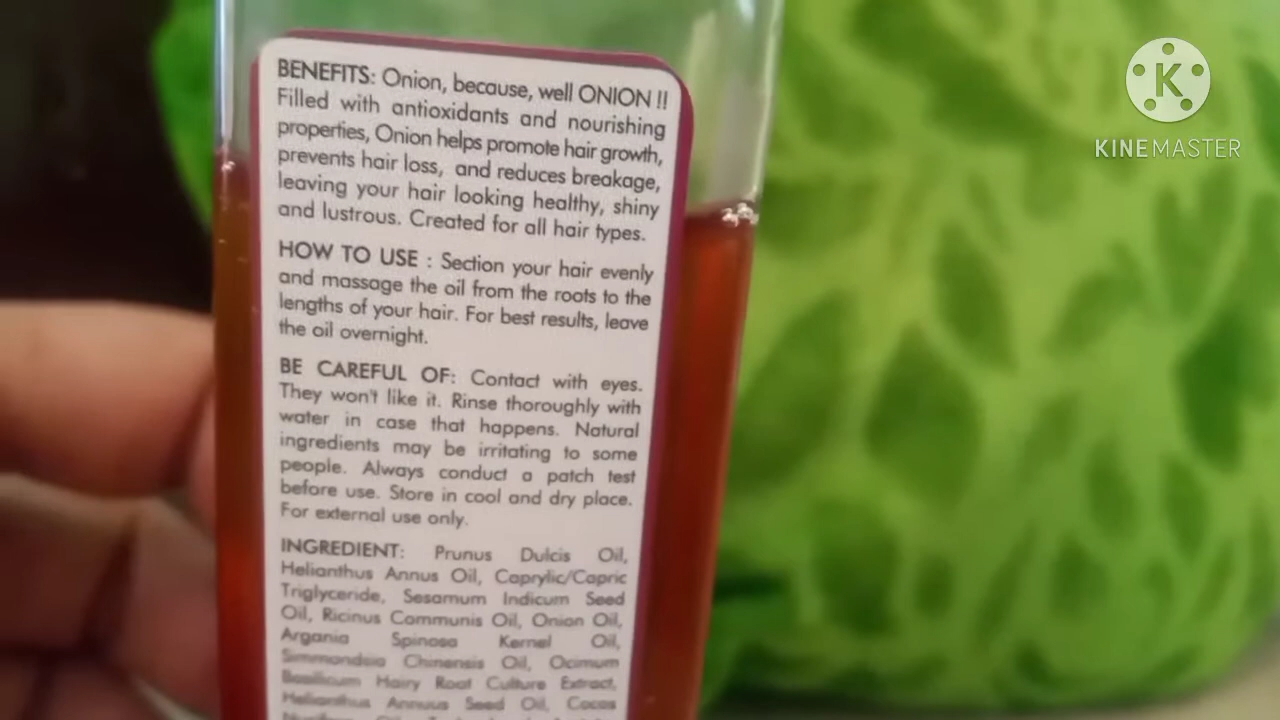 BENEFITS: Onion, because, well ONION !!
Filled with antioxidants and nourishing
properties, Onion helps promote hair growth,
prevents hair loss, and reduces breakage,
leaving your hair looking healthy, shiny
and lustrous. Created for all hair types.
HOW TO USE : Section your hair evenly
and massage the oil from the roots to the
lengths of your hair. For best results, leave
the oil overnight.
BE CAREFUL OF: Contact with eyes.
They won't like it. Rinse thoroughly with
water in case that happens. Natural
ingredients may be irritating to some
people. Always conduct a patch test
before use. Store in cool and dry place.
For external use only.
INGREDIENT: Prunus Dulcis Oil,
Helianthus Annus Oil, Caprylic/Capric
Triglyceride, Sesamum Indicum Seed
Oil, Ricinus Communis Oil, Onion Oil,
Argania Spinosa Kernel Oil,
Simmondsia Chinensis Oil, Ocimum
Basilicum Hairy Root Culture Extract,
Helianthus Annuus Seed Oil, Cocos
K
KINEMASTER